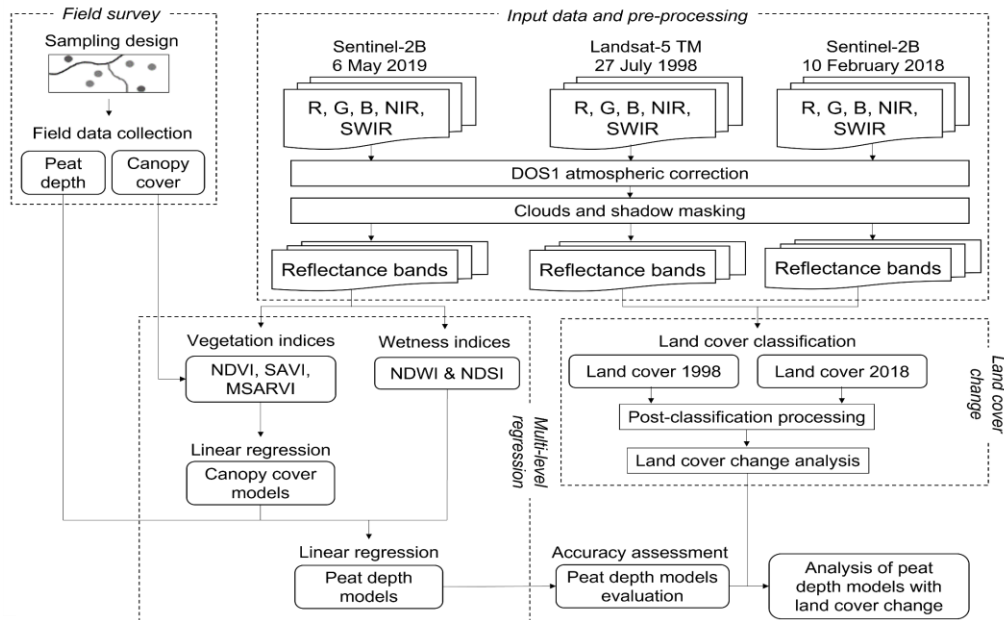 Field survey
Sampling design
Field data collection
Peat
depth
Canopy
cover
Input data and pre-processing
Sentinel-2B
6 May 2019
Landsat-5 TM
27 July 1998
Sentinel-2B
10 February 2018
R, G, B, NIR,
SWIR
R, G, B, NIR,
SWIR
R, G, B, NIR,
SWIR
DOS1 atmospheric correction
Clouds and shadow masking
Reflectance bands
Reflectance bands
Reflectance bands
Vegetation indices
NDVI, SAVI,
MSARVI
Wetness indices
NDWI & NDSI
Linear regression
Canopy cover
models
Multi-level
regression
Linear regression
Peat depth
models
Land cover classification
Land cover 1998
Land cover 2018
Post-classification processing
Land cover change analysis
Land cover
change
Accuracy assessment
Peat depth models
evaluation
Analysis of peat
depth models with
land cover change